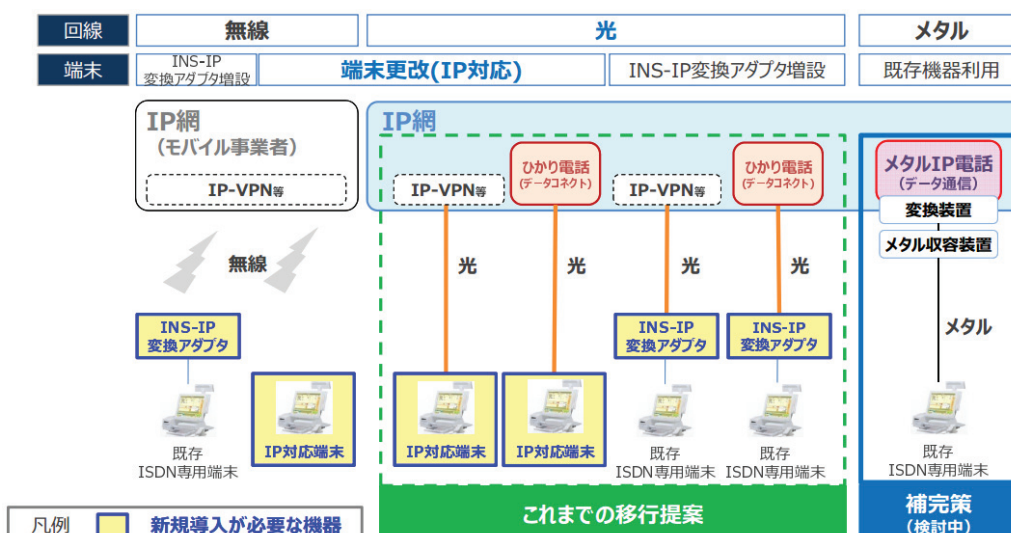 回線
無線
光
メタル
端末
INS-IP
変換アダプタ増設
端末更改(IP対応)
INS-IP変換アダプタ増設
既存機器利用
IP網
(モバイル事業者)
IP-VPN等
IP網
IP-VPN等
ひかり電話
(データコネクト)
IP-VPN等
ひかり電話
(データコネクト)
メタルIP電話
(データ通信)
変換装置
メタル収容装置
無線
光
光
光
光
メタル
INS-IP
変換アダプタ
INS-IP
変換アダプタ
INS-IP
変換アダプタ
既存
ISDN専用端末
IP対応端末
IP対応端末
IP対応端末
既存
ISDN専用端末
既存
ISDN専用端末
既存
ISDN専用端末
これまでの移行提案
補完策
(検討中)
凡例
新規導入が必要な機器